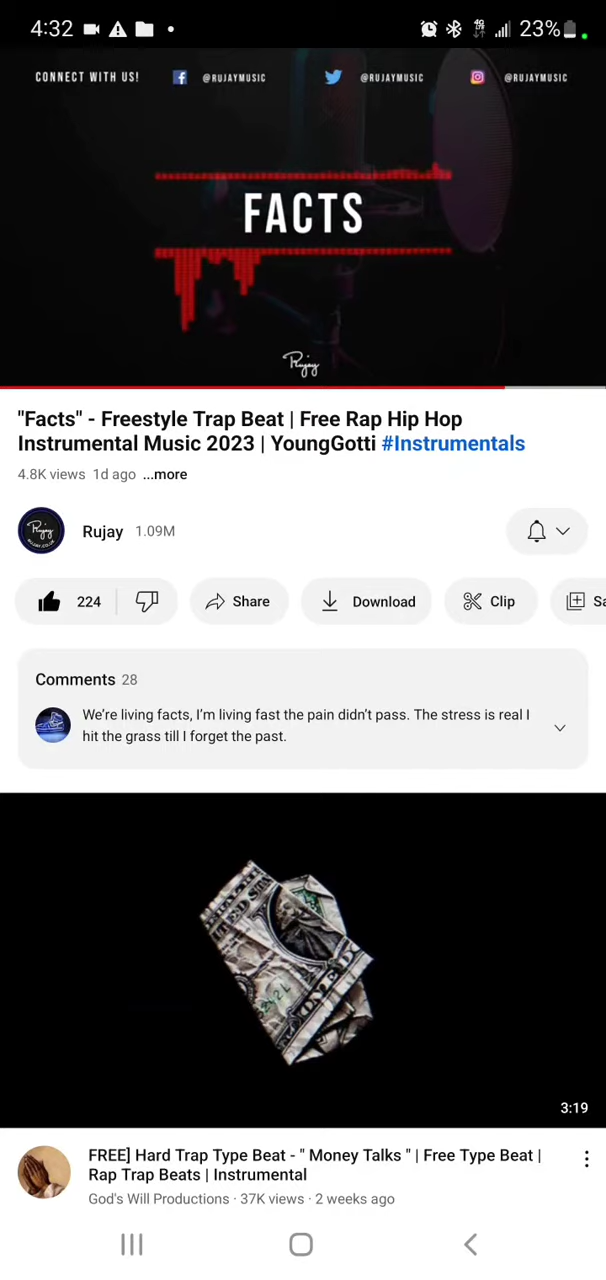 4:32
4G
23%
CONNECT WITH US! @RUJAYMUSIC @RUJAYMUSIC @RUJAYMUSIC
FACTS
Rujay
"Facts" - Freestyle Trap Beat | Free Rap Hip Hop
Instrumental Music 2023 | YoungGotti #Instrumentals
4.8K views 1d ago ...more
Rujay 1.09M
224 Share Download Clip Sa
Comments 28
We're living facts, I'm living fast the pain didn't pass. The stress is real I
hit the grass till I forget the past.
3:19
FREE] Hard Trap Type Beat - " Money Talks " | Free Type Beat |
Rap Trap Beats | Instrumental
God's Will Productions · 37K views · 2 weeks ago